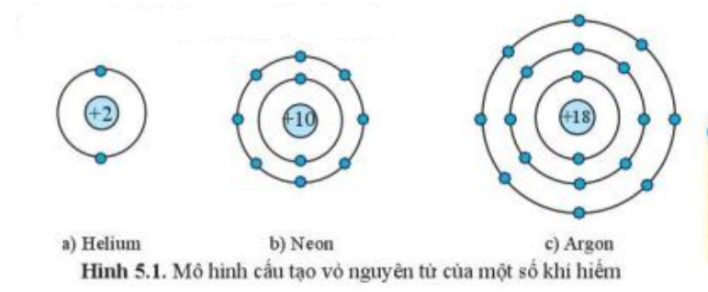 +2
+10
+18
a) Helium
b) Neon
c) Argon
Hình 5.1. Mô hình cấu tạo vỏ nguyên tử của một số khí hiếm